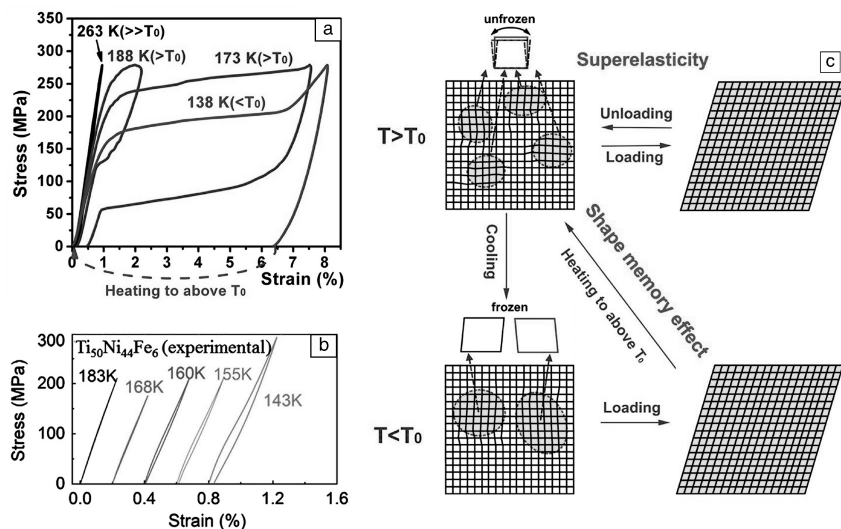 a
263 K(>>T₀)
188 K(>T₀)
173 K(>T₀)
138 K(<T₀)
Stress (MPa)
350
300
250
200
150
100
50
0
0 1 2 3 4 5 6 7 8
Strain (%)
Heating to above T₀
b
Ti₅₀Ni₄₄Fe₆ (experimental)
183K
168K
160K
155K
143K
Stress (MPa)
300
200
100
0
0.0 0.4 0.8 1.2 1.6
Strain (%)
c
unfrozen
Superelasticity
T>T₀
Unloading
Loading
Cooling
Shape memory effect
Heating to above T₀
frozen
T<T₀
Loading